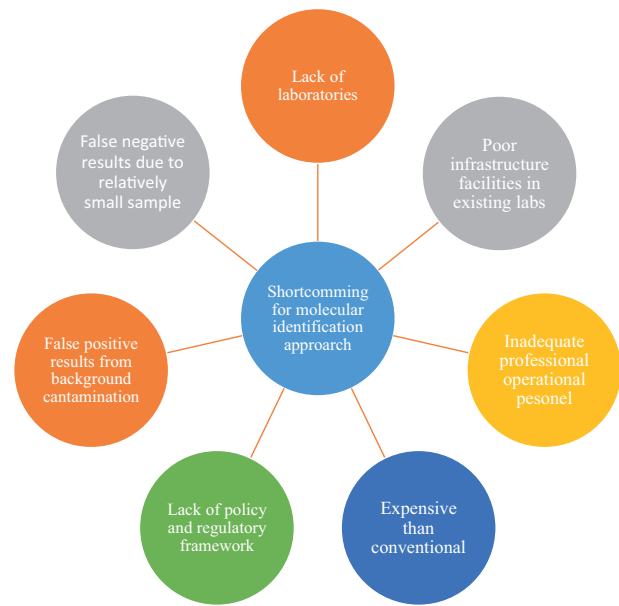 Lack of
laboratories
Poor
infrastructure
facilities in
existing labs
Inadequate
professional
operational
pesonel
Expensive
than
conventional
Lack of policy
and regulatory
framework
False positive
results from
background
cantamination
False negative
results due to
relatively
small sample
Shortcomming
for molecular
identification
approarch